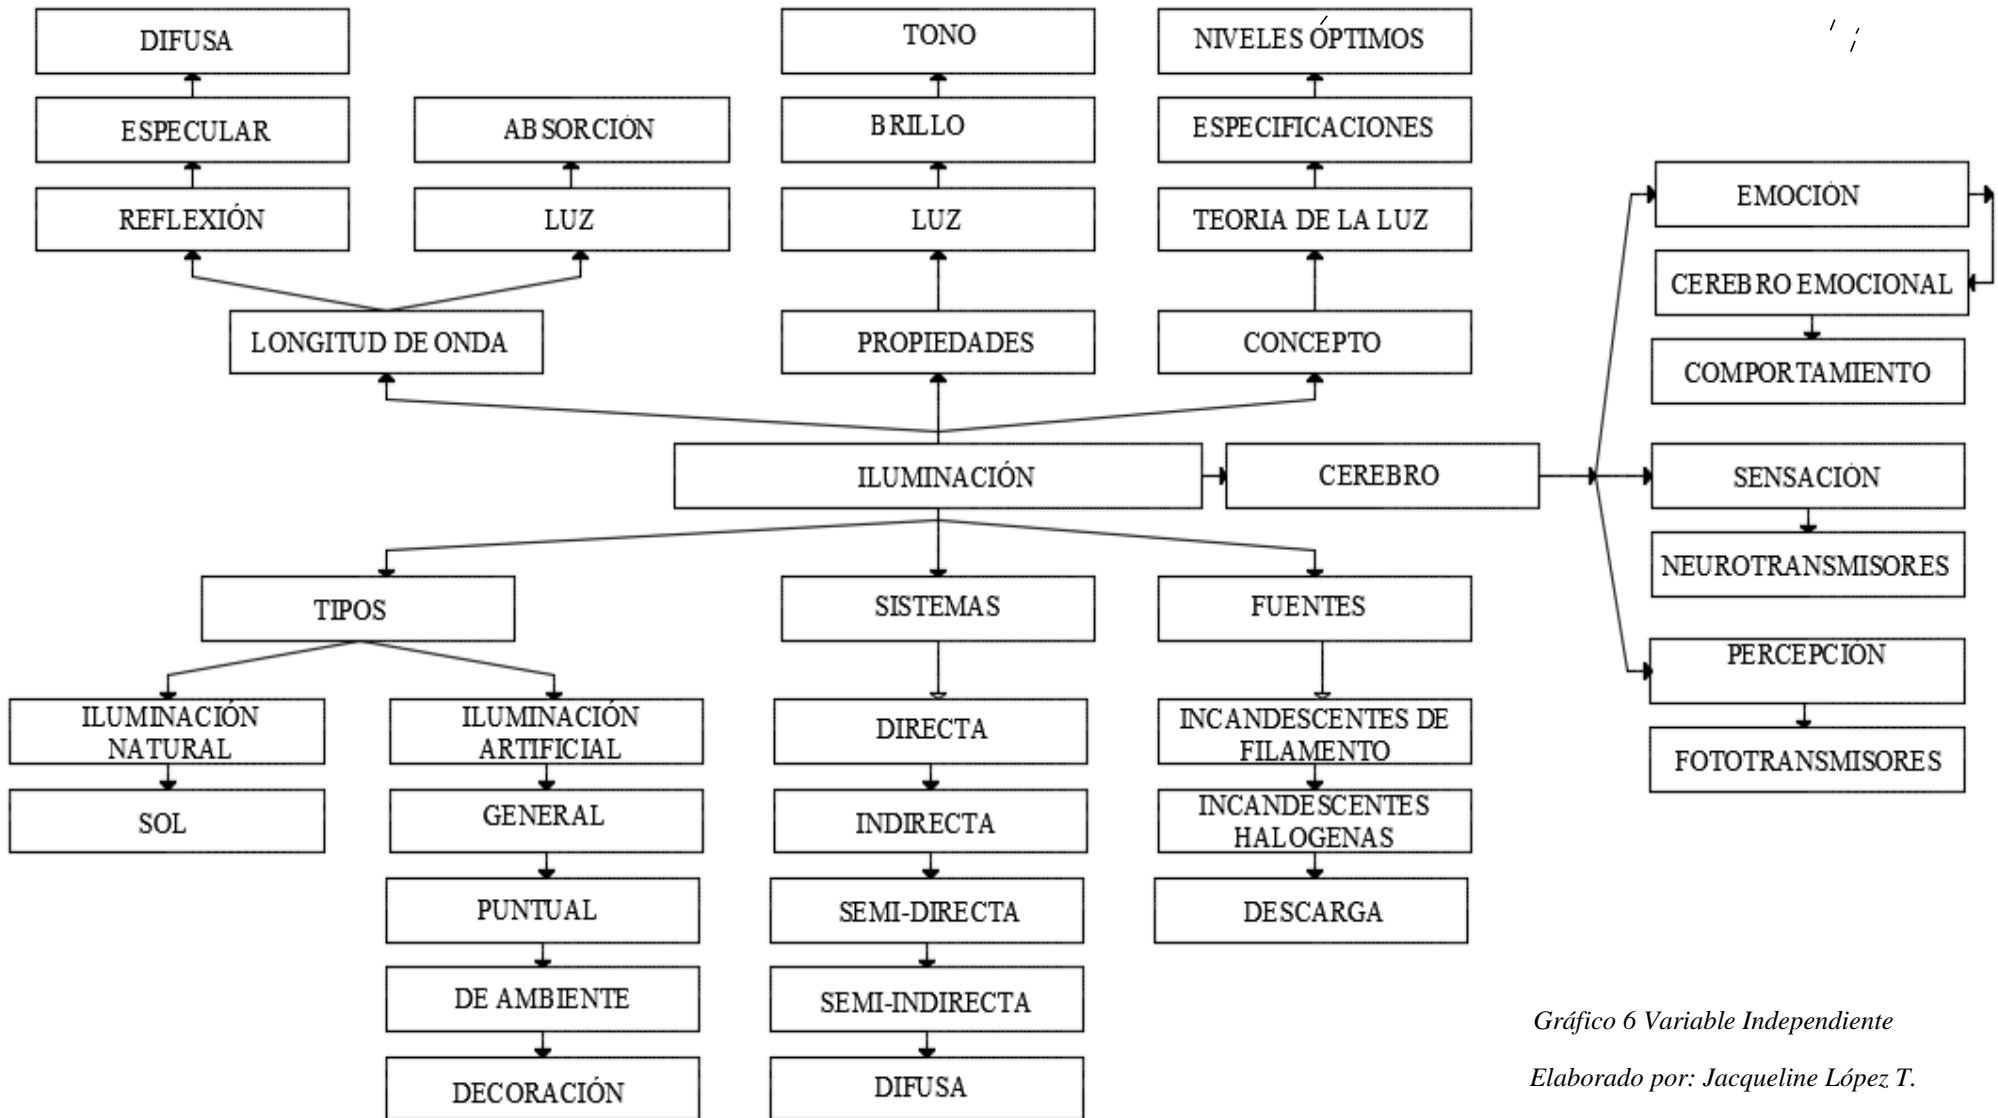 DIFUSA
TONO
NIVELES ÓPTIMOS
ESPECULAR
ABSORCIÓN
BRILLO
ESPECIFICACIONES
REFLEXIÓN
LUZ
LUZ
TEORIA DE LA LUZ
EMOCIÓN
CEREBRO EMOCIONAL
LONGITUD DE ONDA
PROPIEDADES
CONCEPTO
COMPORTAMIENTO
ILUMINACIÓN
CEREBRO
SENSACIÓN
NEUROTRANSMISORES
TIPOS
SISTEMAS
FUENTES
PERCEPCIÓN
ILUMINACIÓN
NATURAL
ILUMINACIÓN
ARTIFICIAL
DIRECTA
INCANDESCENTES DE
FILAMENTO
FOTOTRANSMISORES
SOL
GENERAL
INDIRECTA
INCANDESCENTES
HALOGENAS
PUNTUAL
SEMI-DIRECTA
DESCARGA
DE AMBIENTE
SEMI-INDIRECTA
DECORACIÓN
DIFUSA
Gráfico 6 Variable Independiente
Elaborado por: Jacqueline López T.